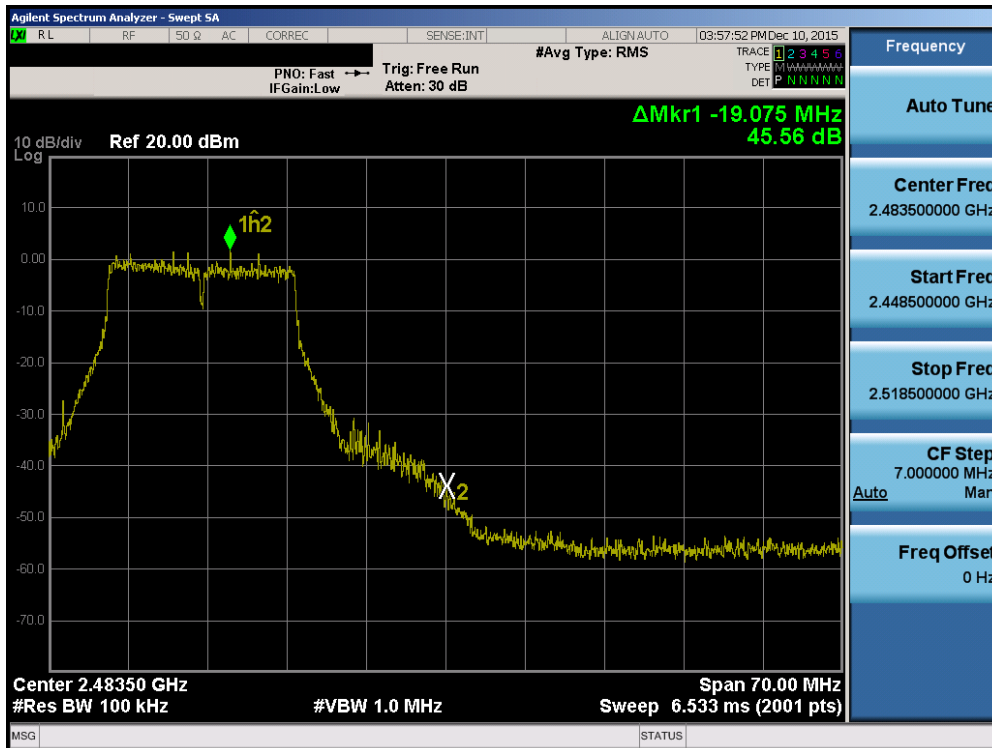 Agilent Spectrum Analyzer - Swept SA
LXI RL RF 50 Ω AC CORREC SENSE:INT ALIGN AUTO 03:57:52 PM Dec 10, 2015
#Avg Type: RMS
TRACE 1 2 3 4 5 6
TYPE
DET P N N N N N
PNO: Fast Trig: Free Run
IFGain:Low Atten: 30 dB
ΔMkr1 -19.075 MHz
45.56 dB
10 dB/div Ref 20.00 dBm
Log
10.0
0.00
-10.0
-20.0
-30.0
-40.0
-50.0
-60.0
-70.0
2
Center 2.48350 GHz Span 70.00 MHz
#Res BW 100 kHz #VBW 1.0 MHz Sweep 6.533 ms (2001 pts)
MSG STATUS
Frequency
Auto Tune
Center Freq
2.483500000 GHz
Start Freq
2.448500000 GHz
Stop Freq
2.518500000 GHz
CF Step
7.000000 MHz
Auto Man
Freq Offset
0 Hz